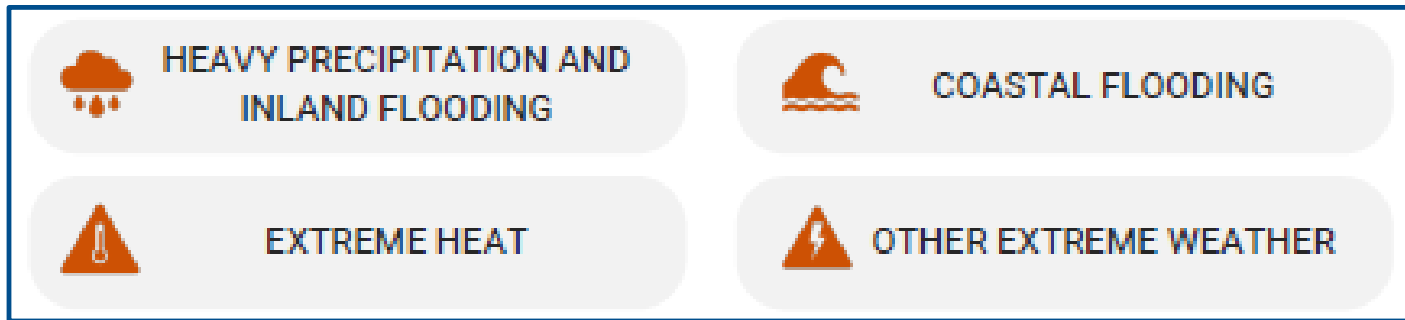 HEAVY PRECIPITATION AND
INLAND FLOODING
COASTAL FLOODING
EXTREME HEAT
OTHER EXTREME WEATHER